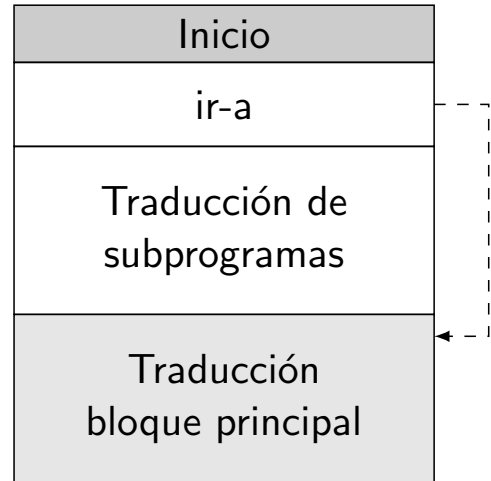 Inicio
ir-a
Traducción de
subprogramas
Traducción
bloque principal